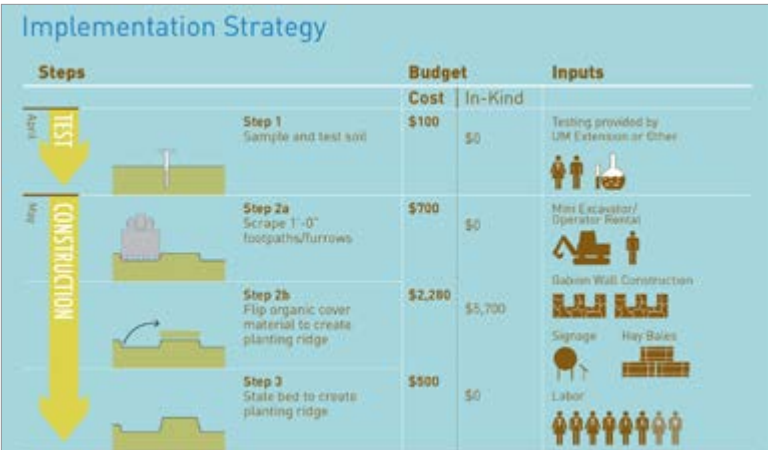 Implementation Strategy
Steps
Budget
Inputs
Cost
In-Kind
April
TEST
Step 1
Sample and test soil
$100
$0
Testing provided by
UM Extension or Other
May
CONSTRUCTION
Step 2a
Scrape 1'-0"
footpaths/furrows
$700
$0
Mini Excavator/
Operator Rental
Step 2b
Flip organic cover
material to create
planting ridge
$2,280
$5,700
Gabion Wall Construction
Signage
Hay Bales
Step 3
bed to create
planting ridge
$500
$0
Labor